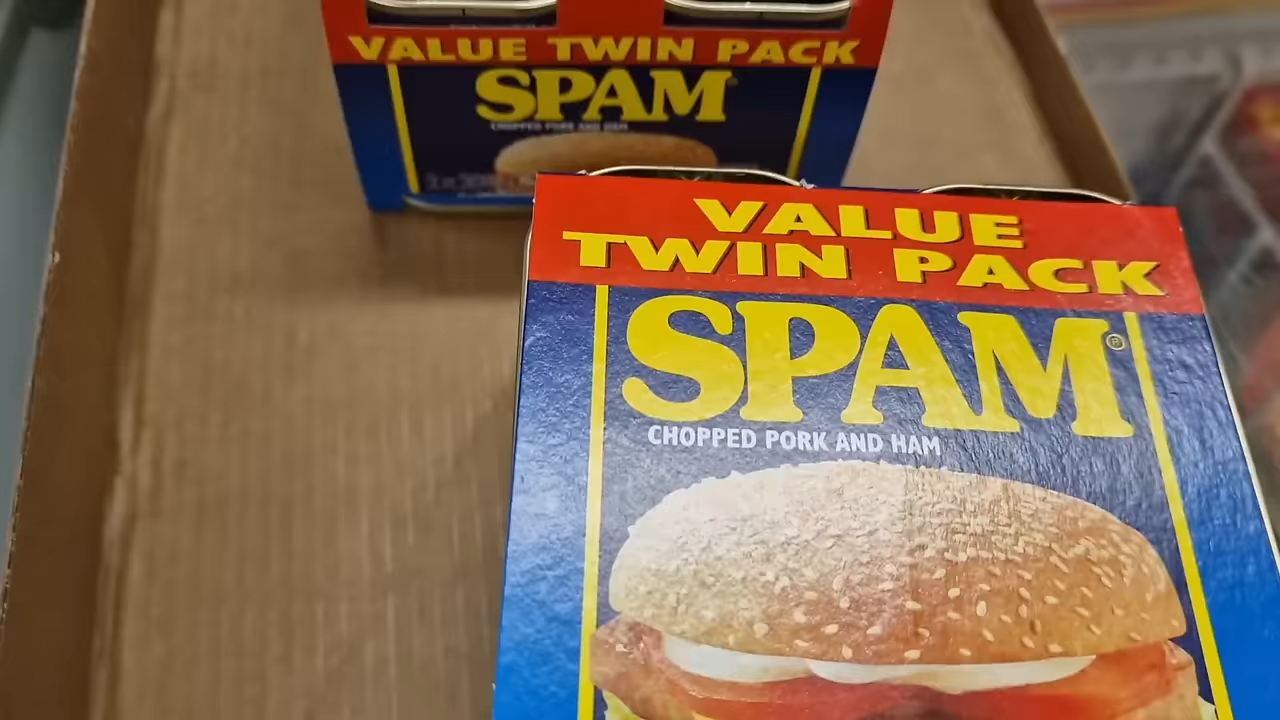 VALUE TWIN PACK
SPAM
CHOPPED PORK AND HAM
VALUE
TWIN PACK
SPAM®
CHOPPED PORK AND HAM